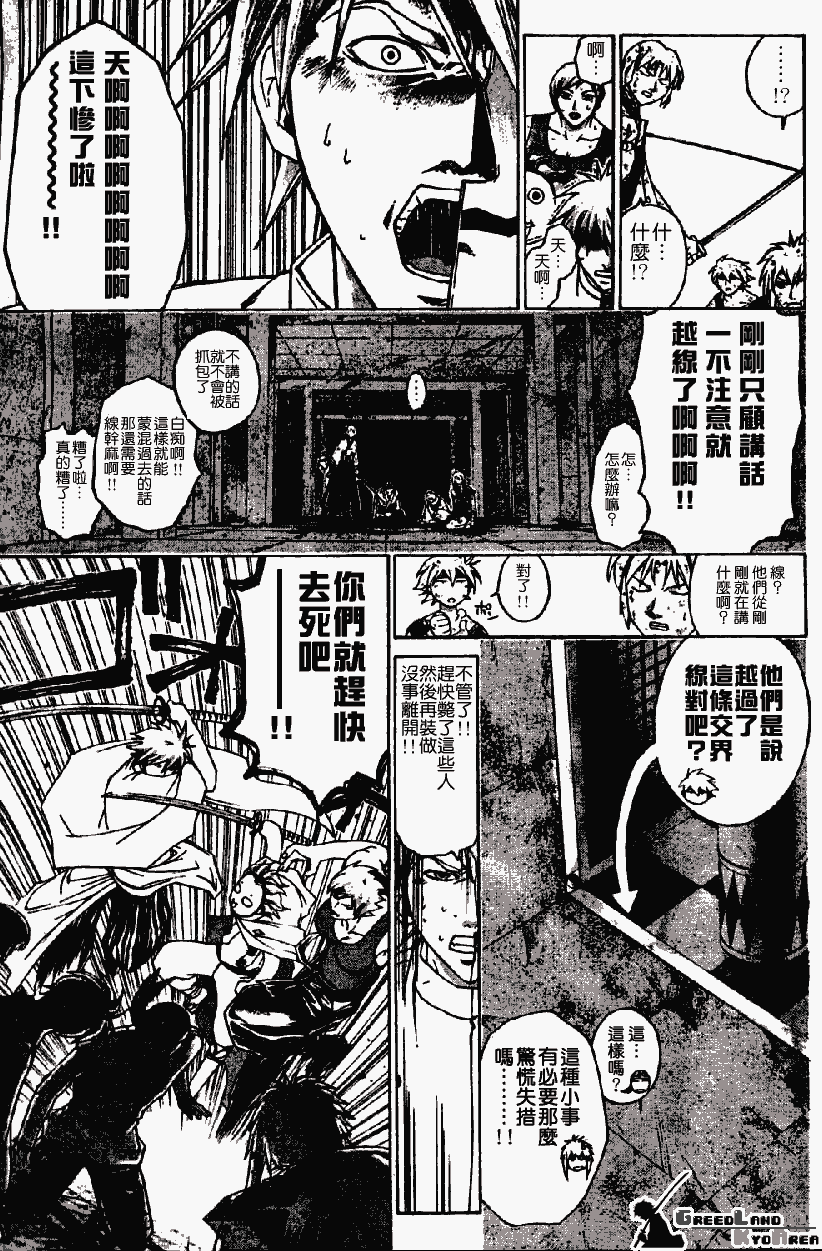 ……!?
什…
什麼!?
啊…
天…
天啊…
天啊啊啊啊啊啊啊
這下慘了啦
～～～～!!
剛剛只顧講話
一不注意就
越線了啊啊啊!!
怎…
怎麼辦嘛?
…
不講的話
就不會被
抓包了
白痴啊!!
這樣就能
蒙混過去的話
那還需要
線幹麻啊!!
糟了啦…
真的糟了……
線?
他們從剛
剛就在講
什麼啊?
對了!!
他們是說
越過了
這條交界
線對吧?
這…
這樣嗎?
這種小事
有必要那麼
驚慌失措
嗎………!!
不管了!!
趕快斃了這些人
然後再裝做
沒事離開!!
你們就趕快
去死吧
——!!
GREEDLAND
KYOAREA